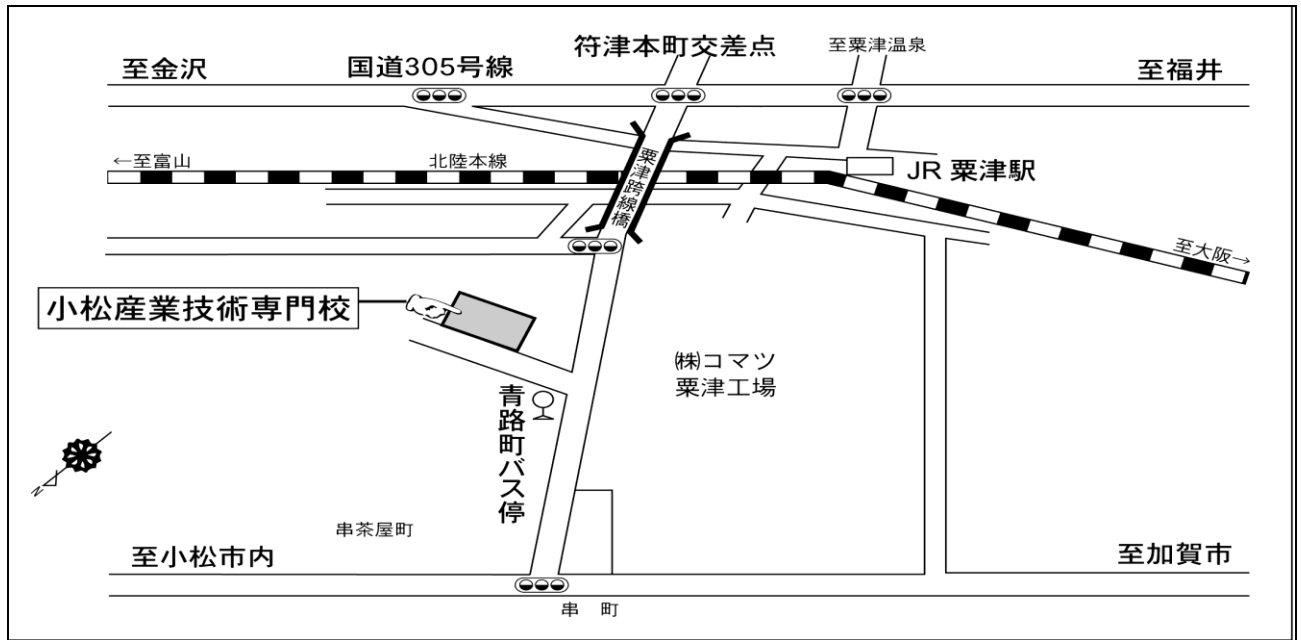 符津本町交差点
至粟津温泉
至金沢
国道305号線
至福井
←至富山
北陸本線
粟津跨線橋
JR 粟津駅
至大阪→
小松産業技術専門校
㈱コマツ
粟津工場
青路町バス停
N
串茶屋町
至小松市内
至加賀市
串 町